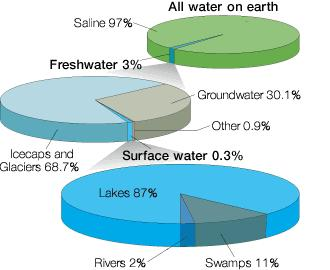 All water on earth
Saline 97%
Freshwater 3%
Groundwater 30.1%
Other 0.9%
Icecaps and
Glaciers 68.7%
Surface water 0.3%
Lakes 87%
Rivers 2%
Swamps 11%